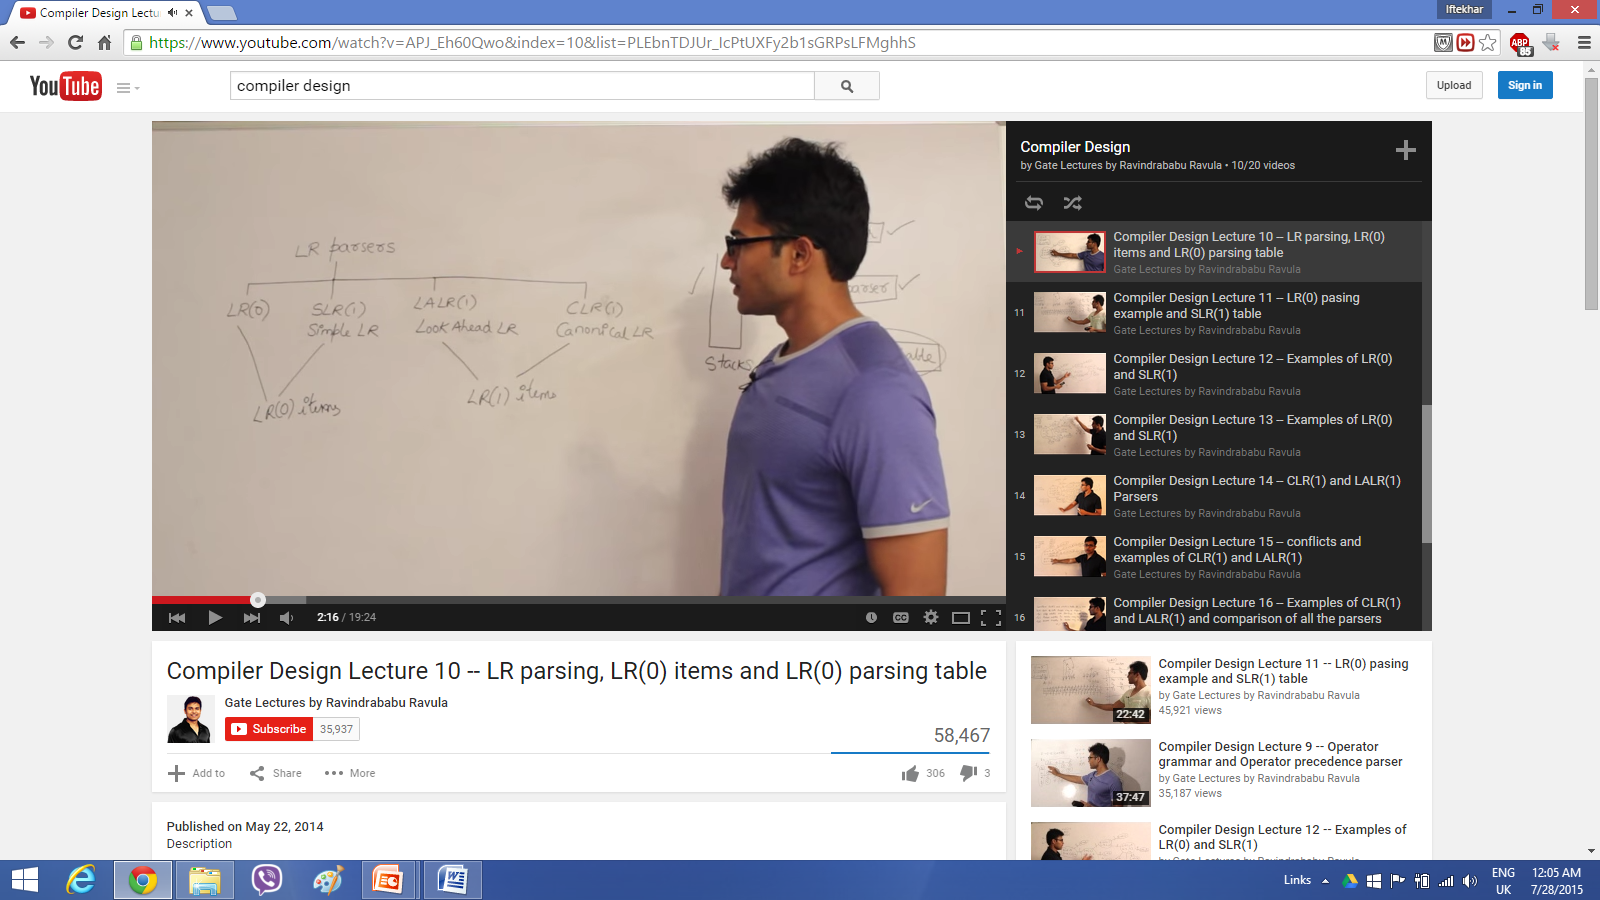 Compiler Design Lectu
Iftekhar
https://www.youtube.com/watch?v=APJ_Eh60Qwo&index=10&list=PLEbnTDJUr_IcPtUXFy2b1sGRPsLFMghhS
ABP
85
YouTube
compiler design
Upload
Sign in
LR parsers
LR(0) SLR(1) LALR(1) CLR(1)
Simple LR Look Ahead LR Canonical LR
LR(0) items LR(1) items
Stacks
2:16 / 19:24
CC
Compiler Design
by Gate Lectures by Ravindrababu Ravula • 10/20 videos
Compiler Design Lecture 10 -- LR parsing, LR(0)
items and LR(0) parsing table
Gate Lectures by Ravindrababu Ravula
11
Compiler Design Lecture 11 -- LR(0) pasing
example and SLR(1) table
Gate Lectures by Ravindrababu Ravula
12
Compiler Design Lecture 12 -- Examples of LR(0)
and SLR(1)
Gate Lectures by Ravindrababu Ravula
13
Compiler Design Lecture 13 -- Examples of LR(0)
and SLR(1)
Gate Lectures by Ravindrababu Ravula
14
Compiler Design Lecture 14 -- CLR(1) and LALR(1)
Parsers
Gate Lectures by Ravindrababu Ravula
15
Compiler Design Lecture 15 -- conflicts and
examples of CLR(1) and LALR(1)
Gate Lectures by Ravindrababu Ravula
16
Compiler Design Lecture 16 -- Examples of CLR(1)
and LALR(1) and comparison of all the parsers
Compiler Design Lecture 10 -- LR parsing, LR(0) items and LR(0) parsing table
Gate Lectures by Ravindrababu Ravula
Subscribe 35,937
58,467
Add to Share More 306 3
Published on May 22, 2014
Description
22:42
Compiler Design Lecture 11 -- LR(0) pasing
example and SLR(1) table
by Gate Lectures by Ravindrababu Ravula
45,921 views
37:47
Compiler Design Lecture 9 -- Operator
grammar and Operator precedence parser
by Gate Lectures by Ravindrababu Ravula
35,187 views
Compiler Design Lecture 12 -- Examples of
LR(0) and SLR(1)
Links
ENG
UK
12:05 AM
7/28/2015